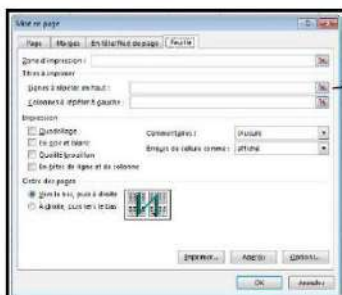 Mise en page
Page Marges En-tête/Pied de page Feuille
Zone d'impression :
Titres à imprimer
Lignes à répéter en haut :
Colonnes à répéter à gauche :
Impression
Quadrillage
En noir et blanc
Qualité brouillon
En-têtes de ligne et de colonne
Commentaires : (Aucun)
Erreurs de cellule comme : affiché
Ordre des pages
Vers le bas, puis à droite
À droite, puis vers le bas
Imprimer... Aperçu Options...
OK Annuler